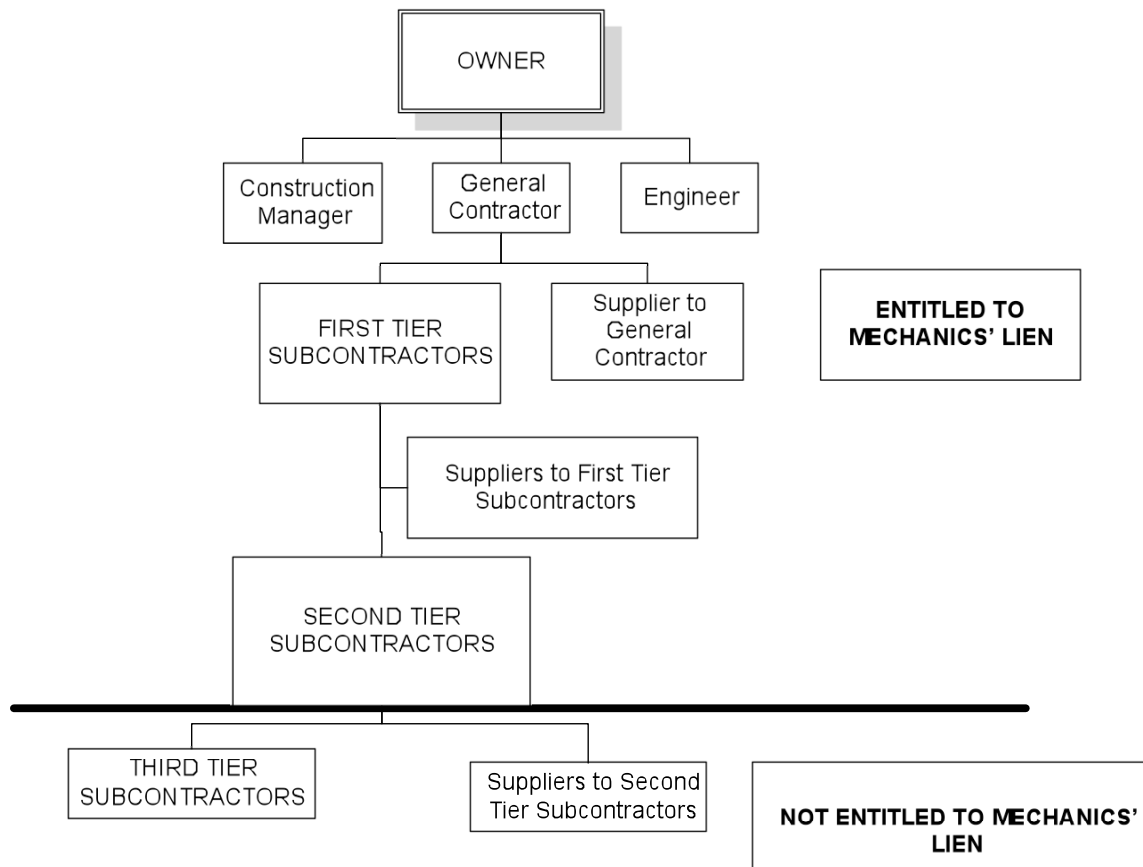 OWNER
Construction
Manager
General
Contractor
Engineer
FIRST TIER
SUBCONTRACTORS
Supplier to
General
Contractor
ENTITLED TO
MECHANICS' LIEN
Suppliers to First Tier
Subcontractors
SECOND TIER
SUBCONTRACTORS
THIRD TIER
SUBCONTRACTORS
Suppliers to Second
Tier Subcontractors
NOT ENTITLED TO MECHANICS'
LIEN